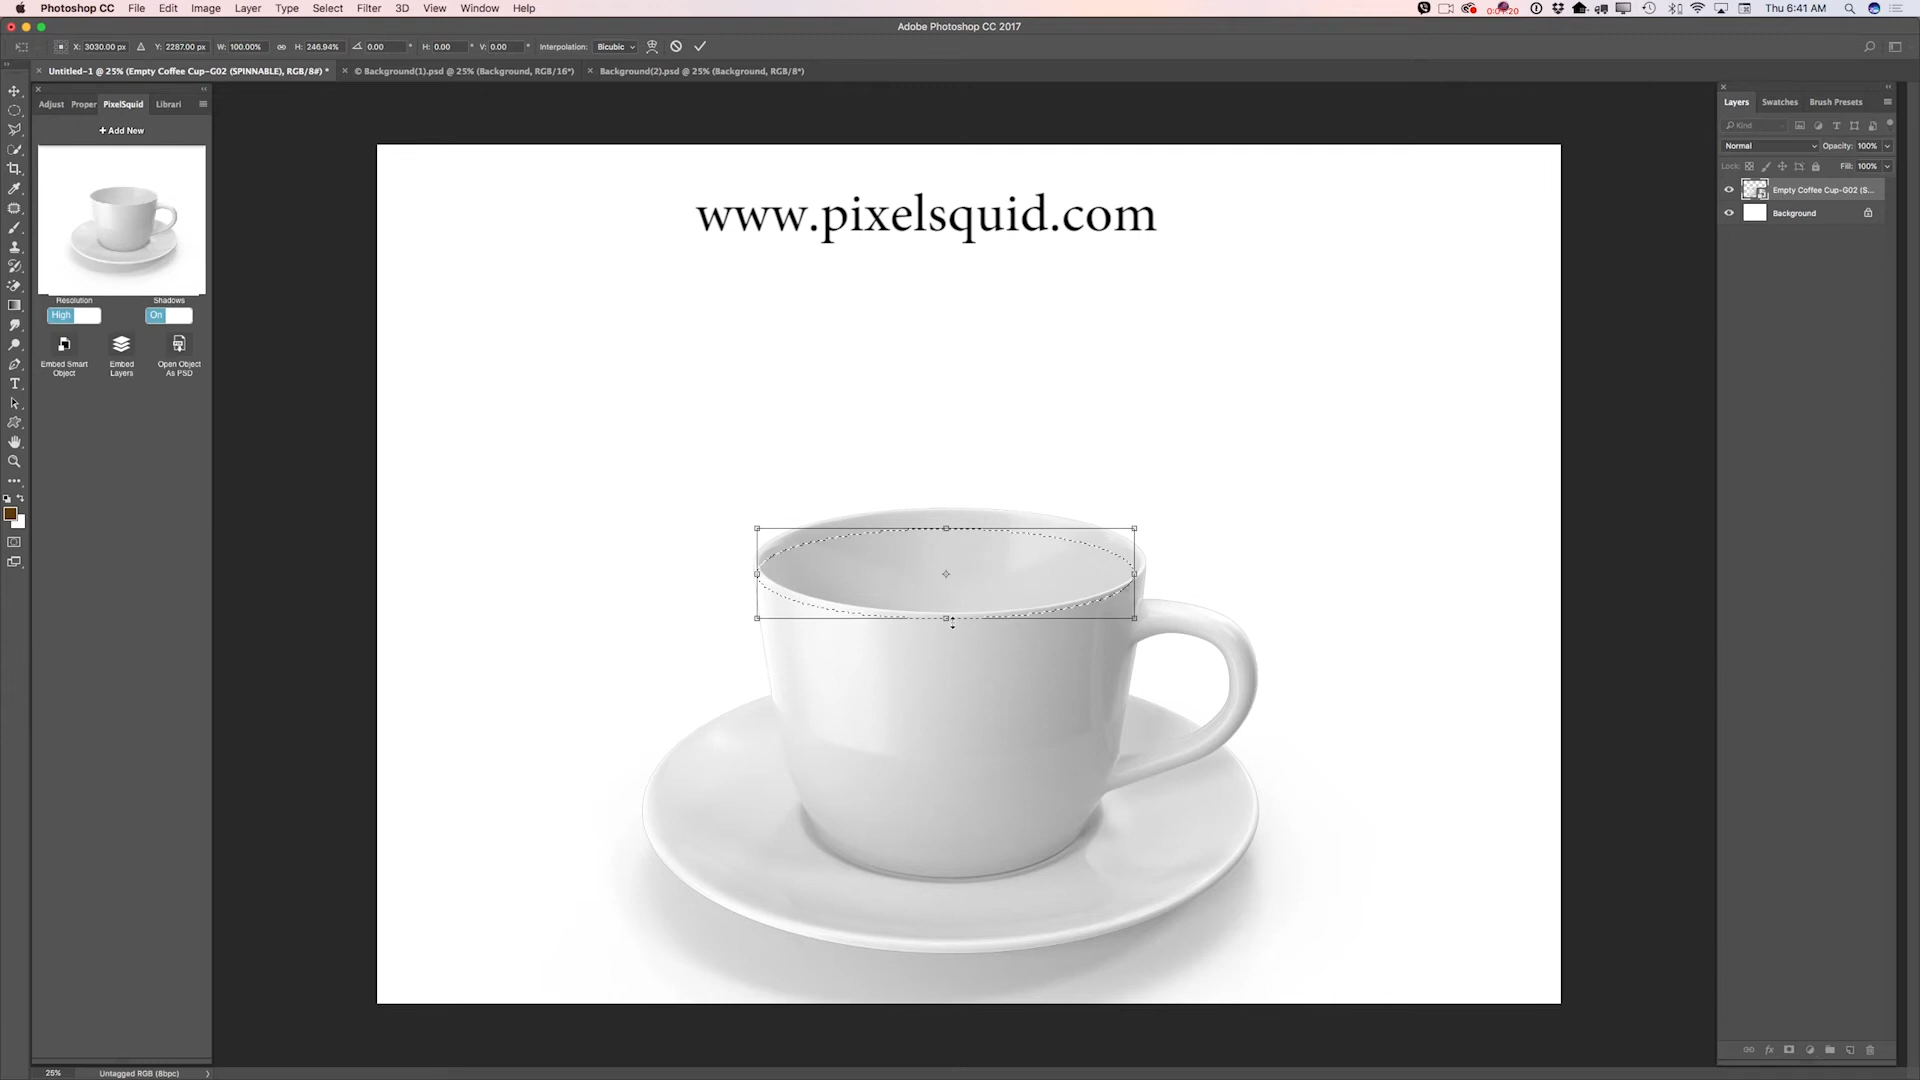 Photoshop CC File Edit Image Layer Type Select Filter 3D View Window Help
Thu 6:41 AM
Adobe Photoshop CC 2017
X: 3030.00 px Y: 2287.00 px W: 100.00% H: 246.94% 0.00 ° H: 0.00 ° V: 0.00 ° Interpolation: Bicubic
Untitled-1 @ 25% (Empty Coffee Cup-G02 (SPINNABLE), RGB/8#) *
© Background(1).psd @ 25% (Background, RGB/16*)
Background(2).psd @ 25% (Background, RGB/8*)
Adjust Proper PixelSquid Librari
+ Add New
Resolution Shadows
High On
Embed Smart Object
Embed Layers
Open Object As PSD
www.pixelsquid.com
Layers Swatches Brush Presets
Kind
Normal Opacity: 100%
Lock: Fill: 100%
Empty Coffee Cup-G02 (S...
Background
25% Untagged RGB (8bpc)